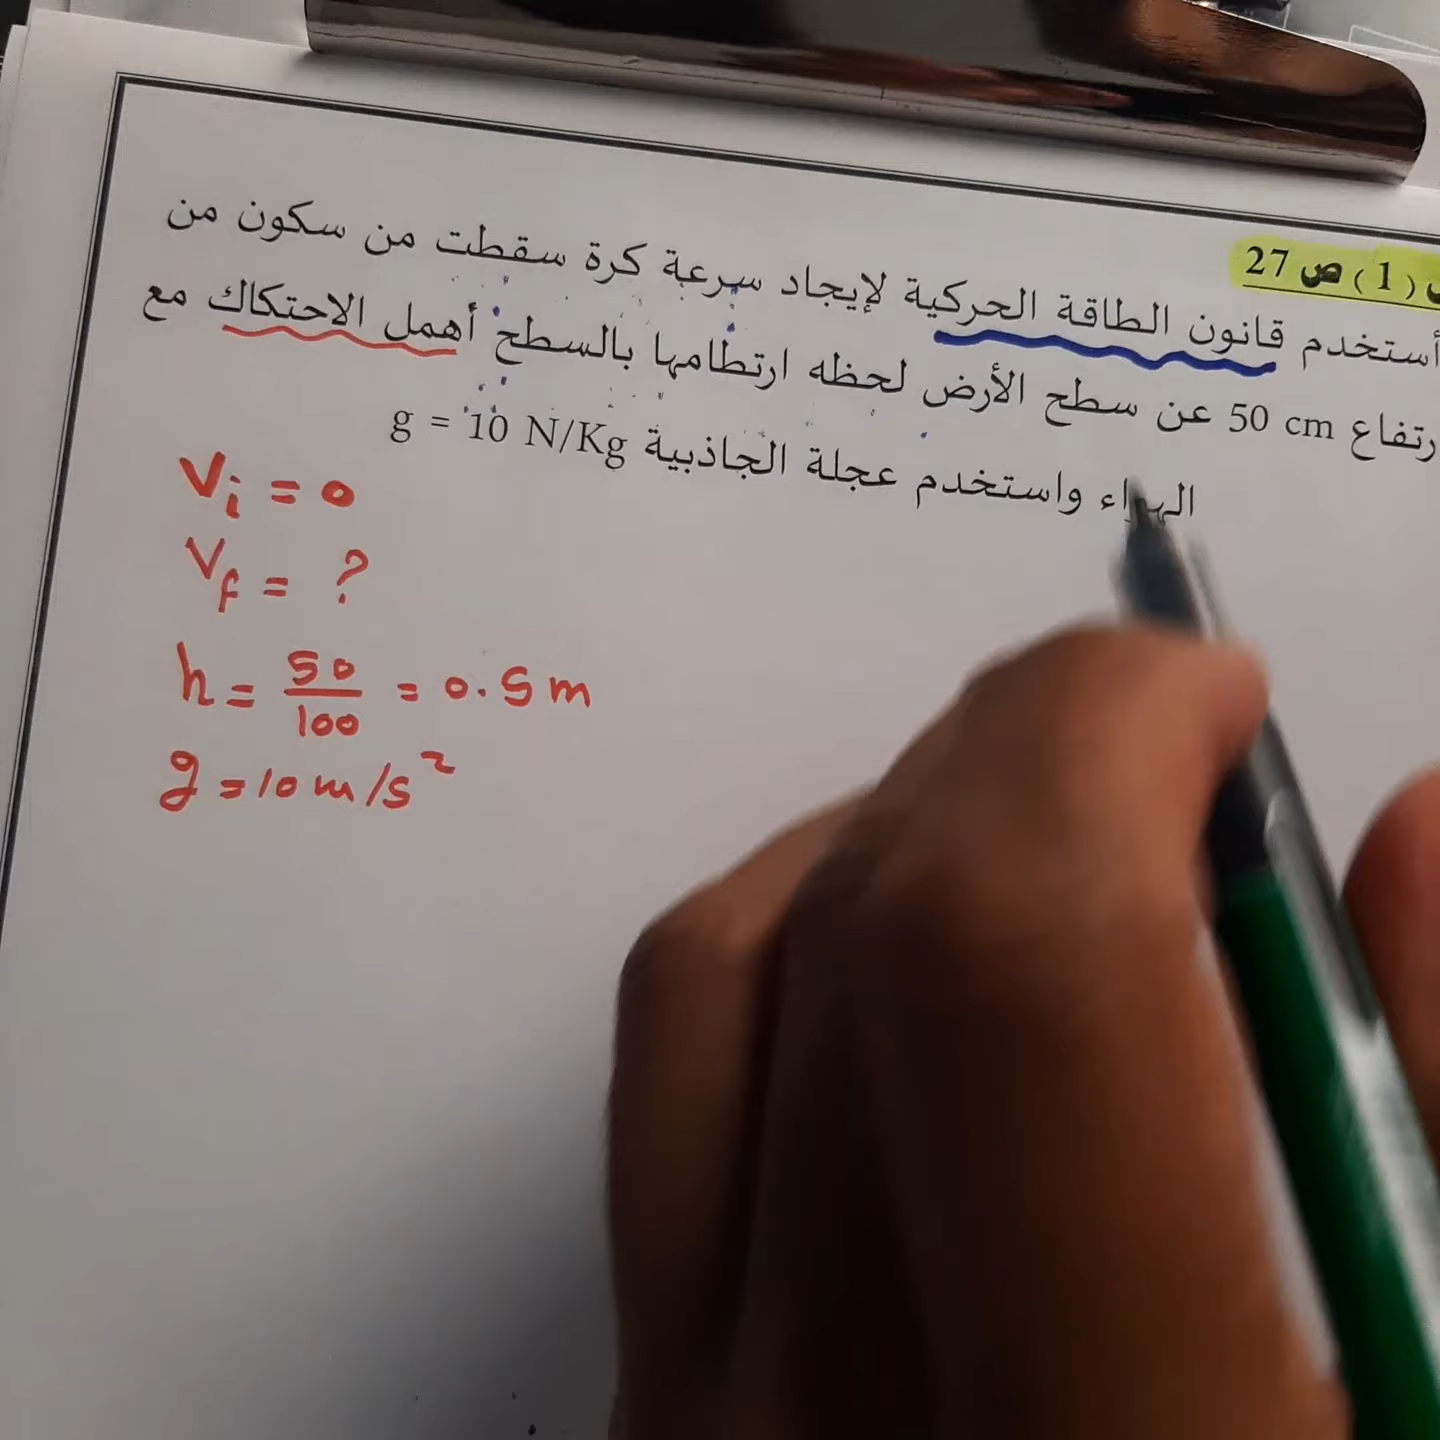 ( 1 ) ص 27
أستخدم قانون الطاقة الحركية لإيجاد سرعة كرة سقطت من سكون من
رتفاع 50 cm عن سطح الأرض لحظه ارتطامها بالسطح أهمل الاحتكاك مع
الهواء واستخدم عجلة الجاذبية g = 10 N/Kg
Vi = 0
Vf = ?
h = 50/100 = 0.5 m
g = 10 m/s²